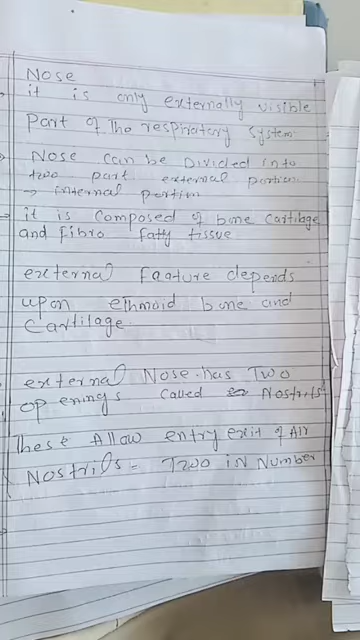 Nose
it is only externally visible
Part of The respiratory System
Nose can be Divided into
two part external portion
→ internal portion
it is composed of bone cartilage
and fibro fatty tissue
external faature depends
upon ethmoid bone and
Cartilage.
external Nose has Two
openings called Nostrils
These Allow entry exit of Air
Nostrils = Two in Number